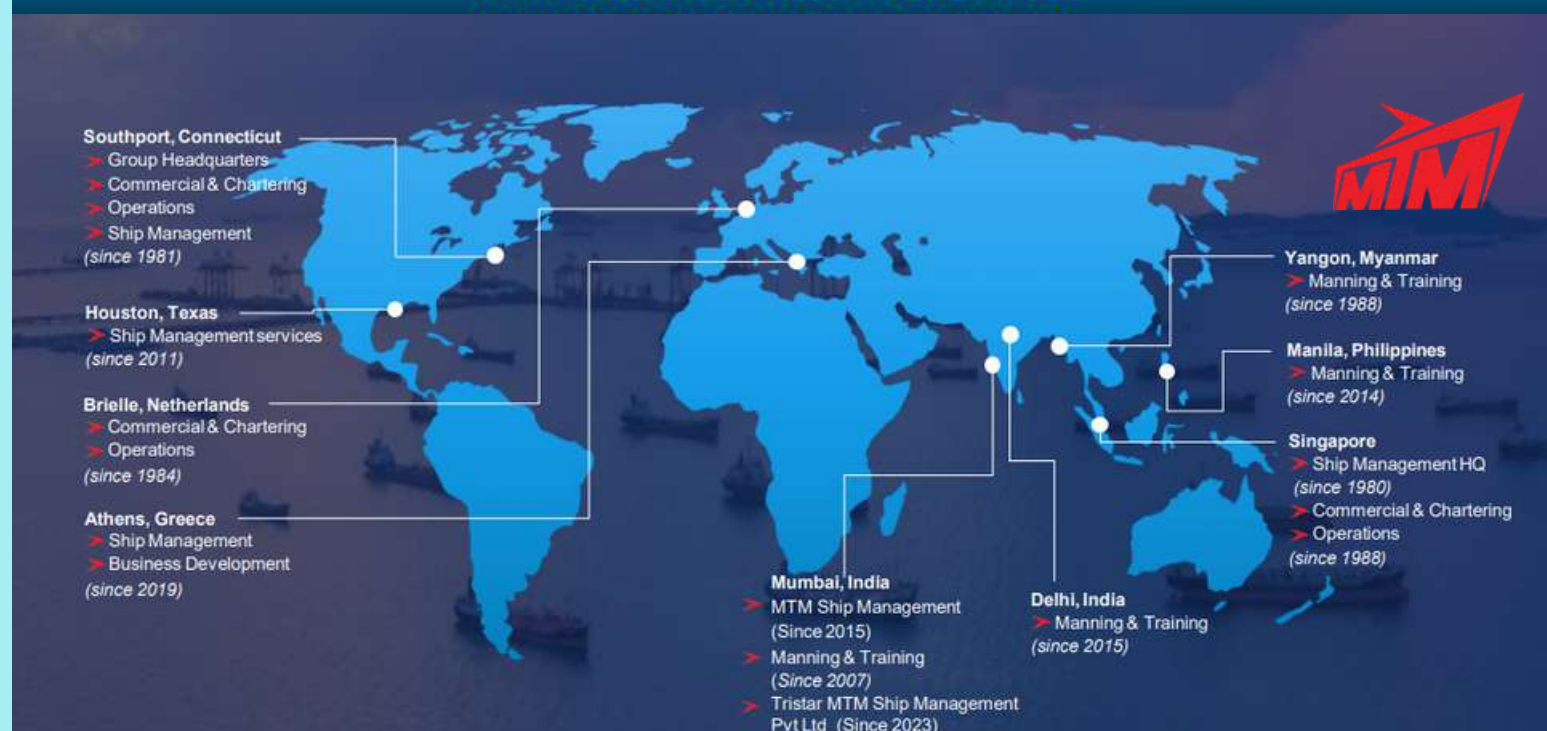 MTM
Southport, Connecticut
Group Headquarters
Commercial & Chartering
Operations
Ship Management
(since 1981)
Houston, Texas
Ship Management services
(since 2011)
Brielle, Netherlands
Commercial & Chartering
Operations
(since 1984)
Athens, Greece
Ship Management
Business Development
(since 2019)
Mumbai, India
MTM Ship Management
(Since 2015)
Manning & Training
(Since 2007)
Tristar MTM Ship Management
Pvt Ltd (Since 2023)
Delhi, India
Manning & Training
(since 2015)
Yangon, Myanmar
Manning & Training
(since 1988)
Manila, Philippines
Manning & Training
(since 2014)
Singapore
Ship Management HQ
(since 1980)
Commercial & Chartering
Operations
(since 1988)